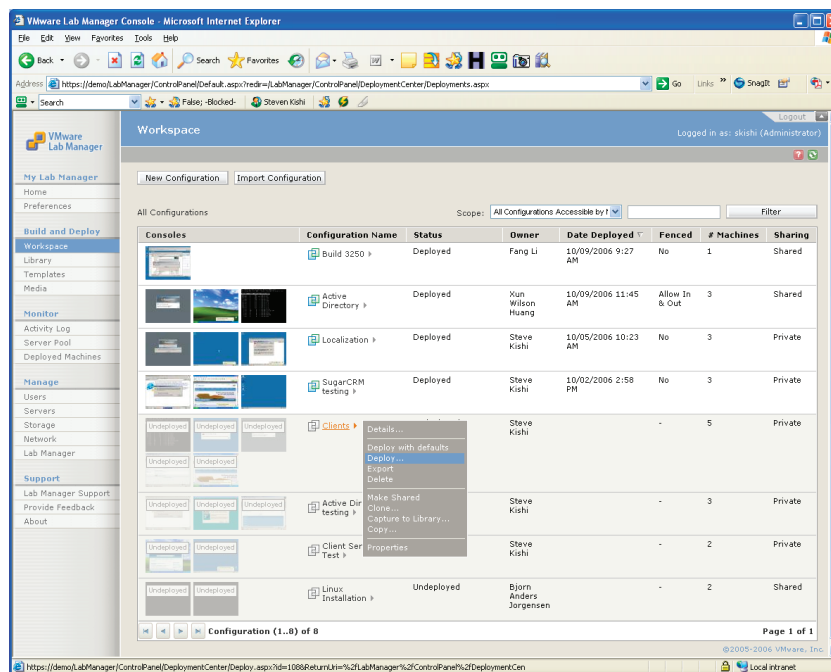 VMware Lab Manager Console - Microsoft Internet Explorer
File Edit View Favorites Tools Help
Back Search Favorites
Address https://demo/LabManager/ControlPanel/Default.aspx?redir=/LabManager/ControlPanel/DeploymentCenter/Deployments.aspx Go Links » SnagIt
Search False; -Blocked- Steven Kishi
Logout
VMware
Lab Manager
Workspace
Logged in as: skishi (Administrator)
My Lab Manager
Home
Preferences
Build and Deploy
Workspace
Library
Templates
Media
Monitor
Activity Log
Server Pool
Deployed Machines
Manage
Users
Servers
Storage
Network
Lab Manager
Support
Lab Manager Support
Provide Feedback
About
New Configuration Import Configuration
All Configurations Scope: All Configurations Accessible by Filter
Consoles Configuration Name Status Owner Date Deployed Fenced # Machines Sharing
Build 3250 Deployed Fang Li 10/09/2006 9:27 AM No 1 Shared
Active Directory Deployed Xun Wilson Huang 10/09/2006 11:45 AM Allow In & Out 3 Shared
Localization Deployed Steve Kishi 10/05/2006 10:23 AM No 3 Private
SugarCRM testing Deployed Steve Kishi 10/02/2006 2:58 PM No 3 Private
Undeployed Undeployed Undeployed Clients Steve Kishi - 5 Private
Undeployed Undeployed
Details...
Deploy with defaults
Deploy...
Export
Delete
Make Shared
Clone...
Capture to Library...
Copy...
Properties
Undeployed Undeployed Undeployed Active Dir testing Steve Kishi - 3 Private
Undeployed Undeployed Client Ser Test Steve Kishi - 2 Private
Undeployed Undeployed Linux Installation Undeployed Bjorn Anders Jorgensen - 2 Shared
Configuration (1..8) of 8 Page 1 of 1
©2005-2006 VMware, Inc.
https://demo/LabManager/ControlPanel/DeploymentCenter/Deploy.aspx?id=108&ReturnUri=%2fLabManager%2fControlPanel%2fDeploymentCen Local intranet